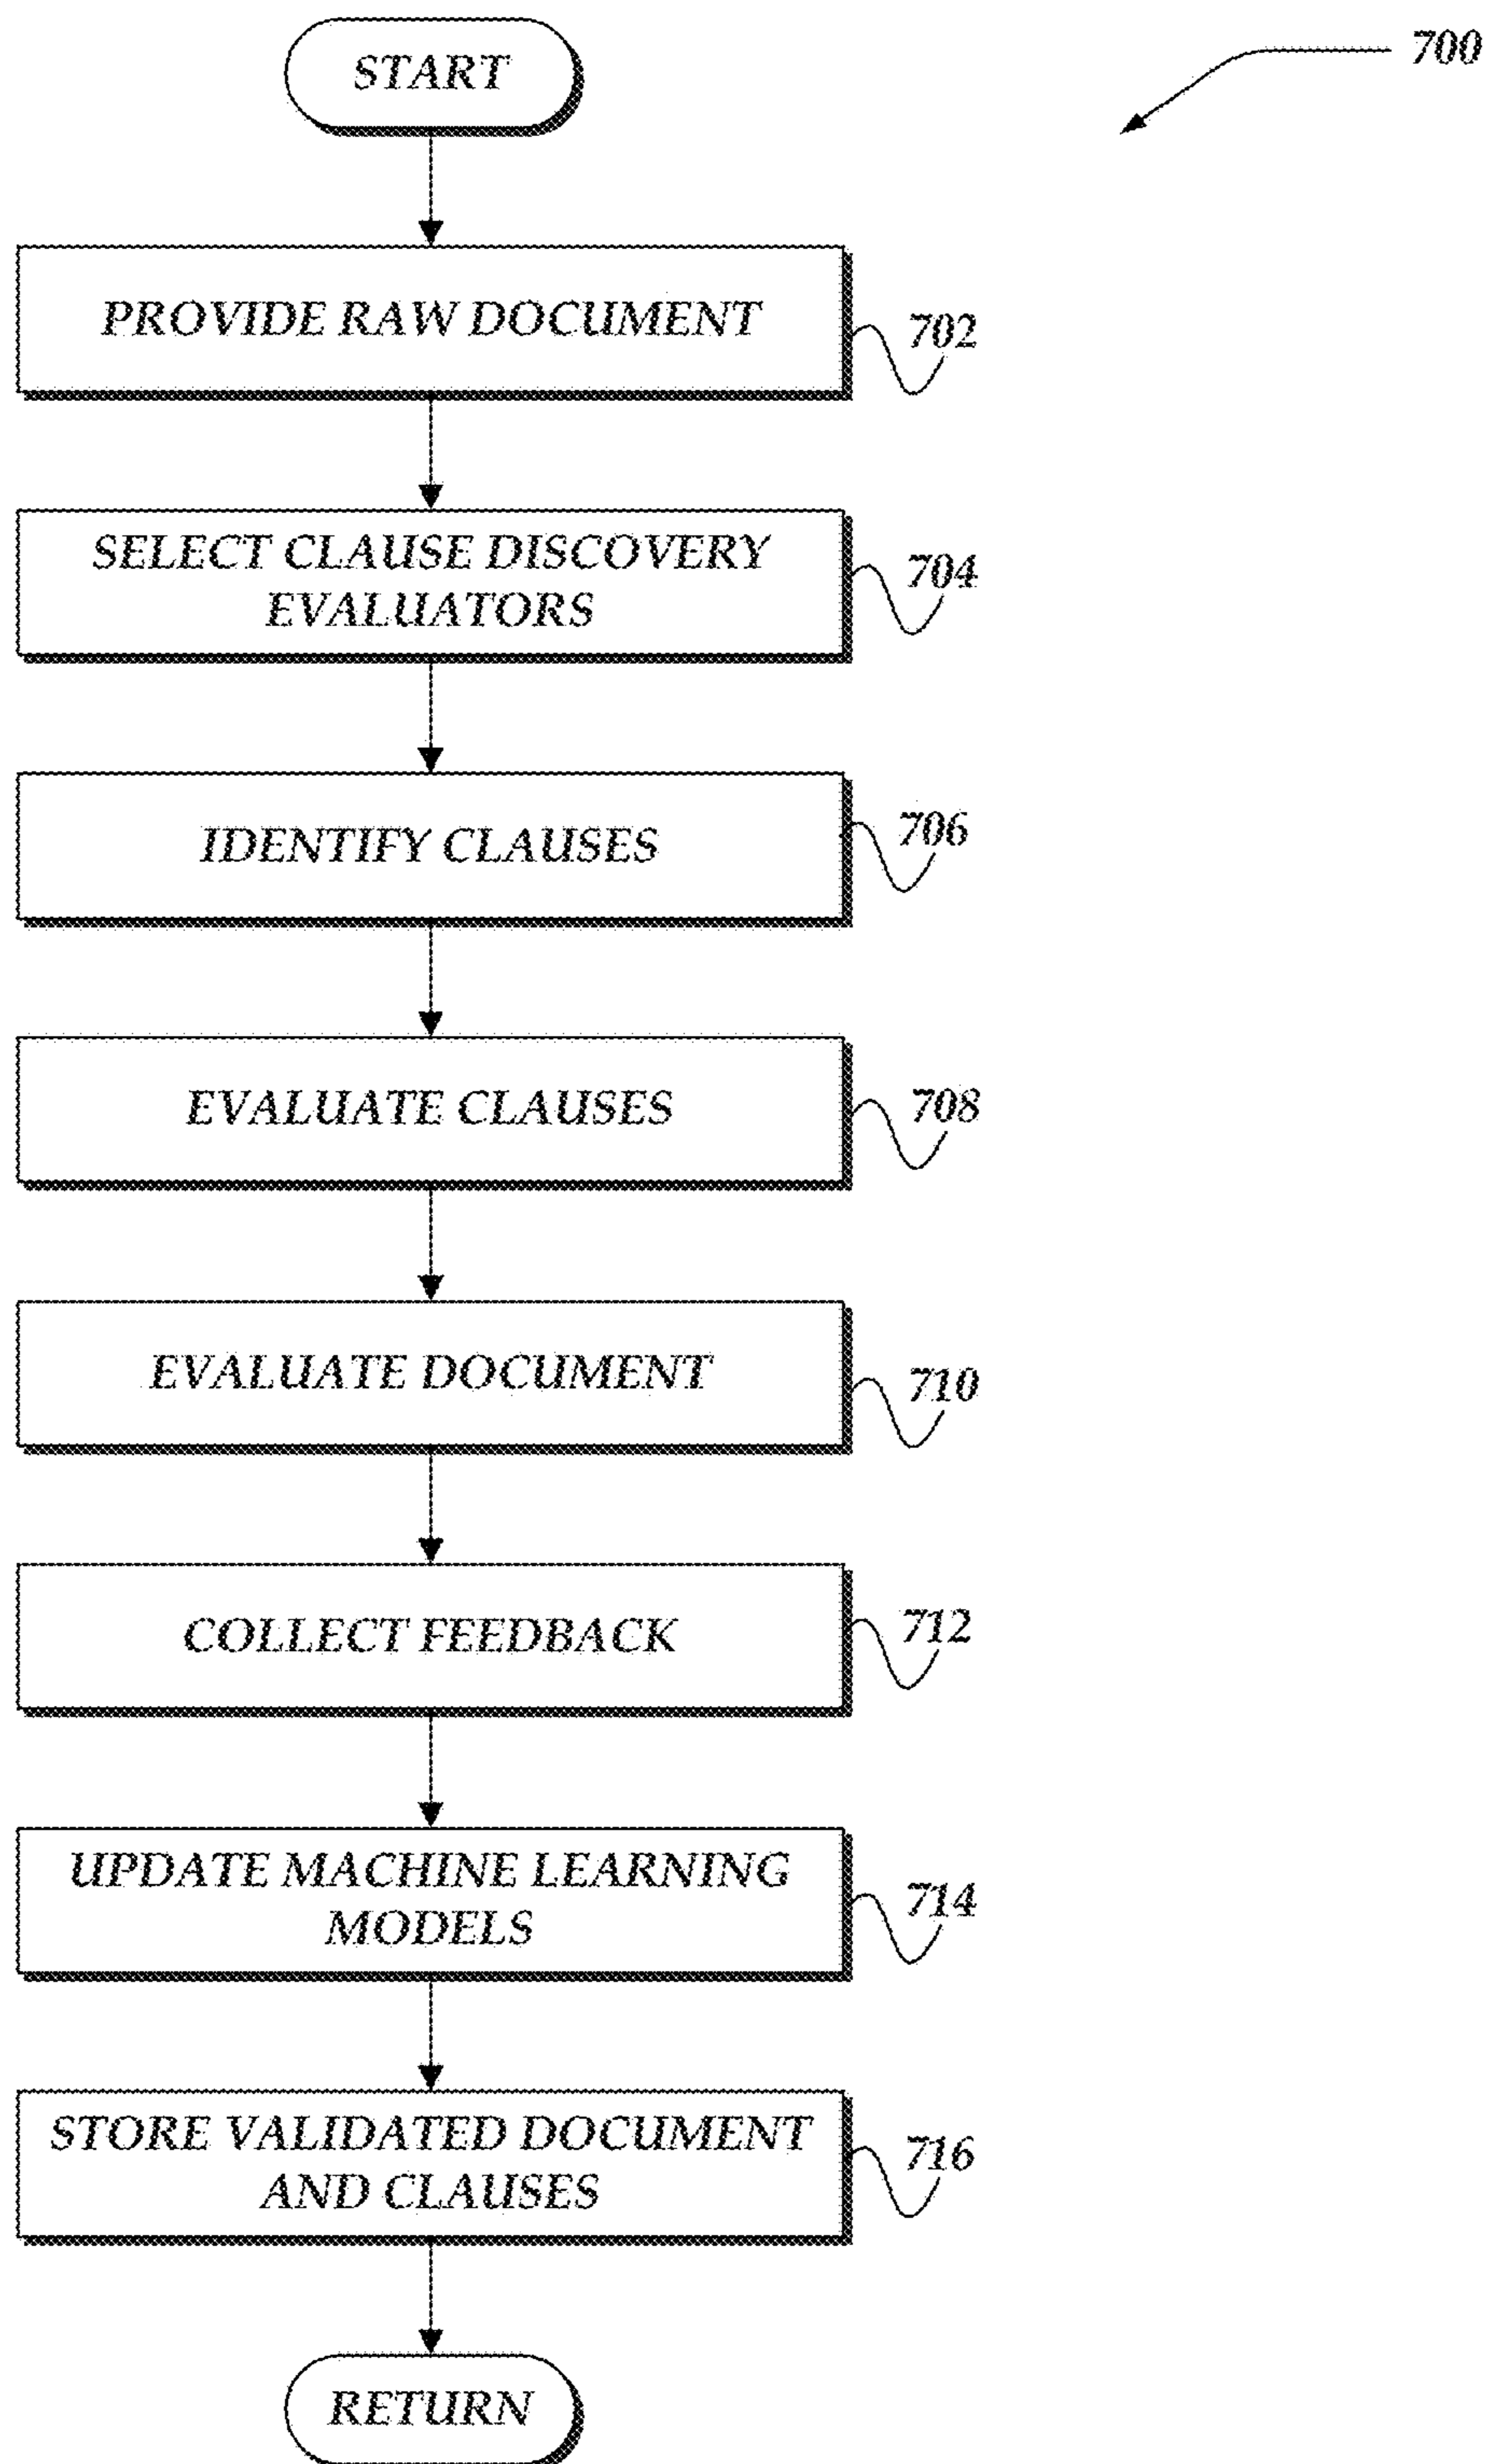 START
700
PROVIDE RAW DOCUMENT
702
SELECT CLAUSE DISCOVERY
EVALUATORS
704
IDENTIFY CLAUSES
706
EVALUATE CLAUSES
708
EVALUATE DOCUMENT
710
COLLECT FEEDBACK
712
UPDATE MACHINE LEARNING
MODELS
714
STORE VALIDATED DOCUMENT
AND CLAUSES
716
RETURN